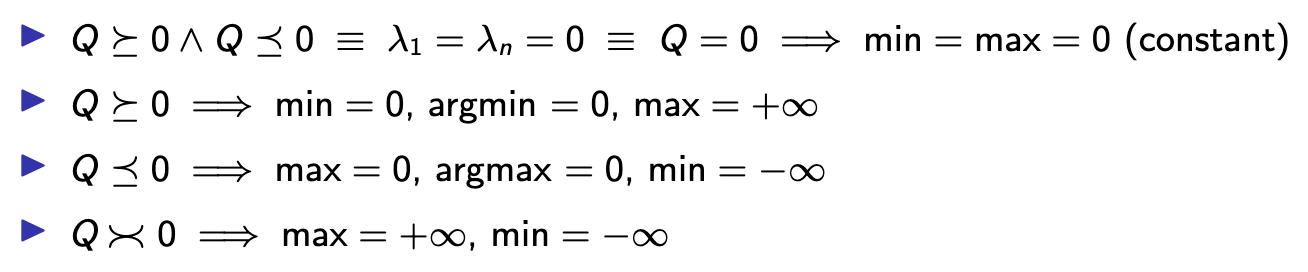 ▶ Q ⪰ 0 ∧ Q ⪯ 0 ≡ λ₁ = λₙ = 0 ≡ Q = 0 ⟹ min = max = 0 (constant)
▶ Q ⪰ 0 ⟹ min = 0, argmin = 0, max = +∞
▶ Q ⪯ 0 ⟹ max = 0, argmax = 0, min = −∞
▶ Q ≍ 0 ⟹ max = +∞, min = −∞